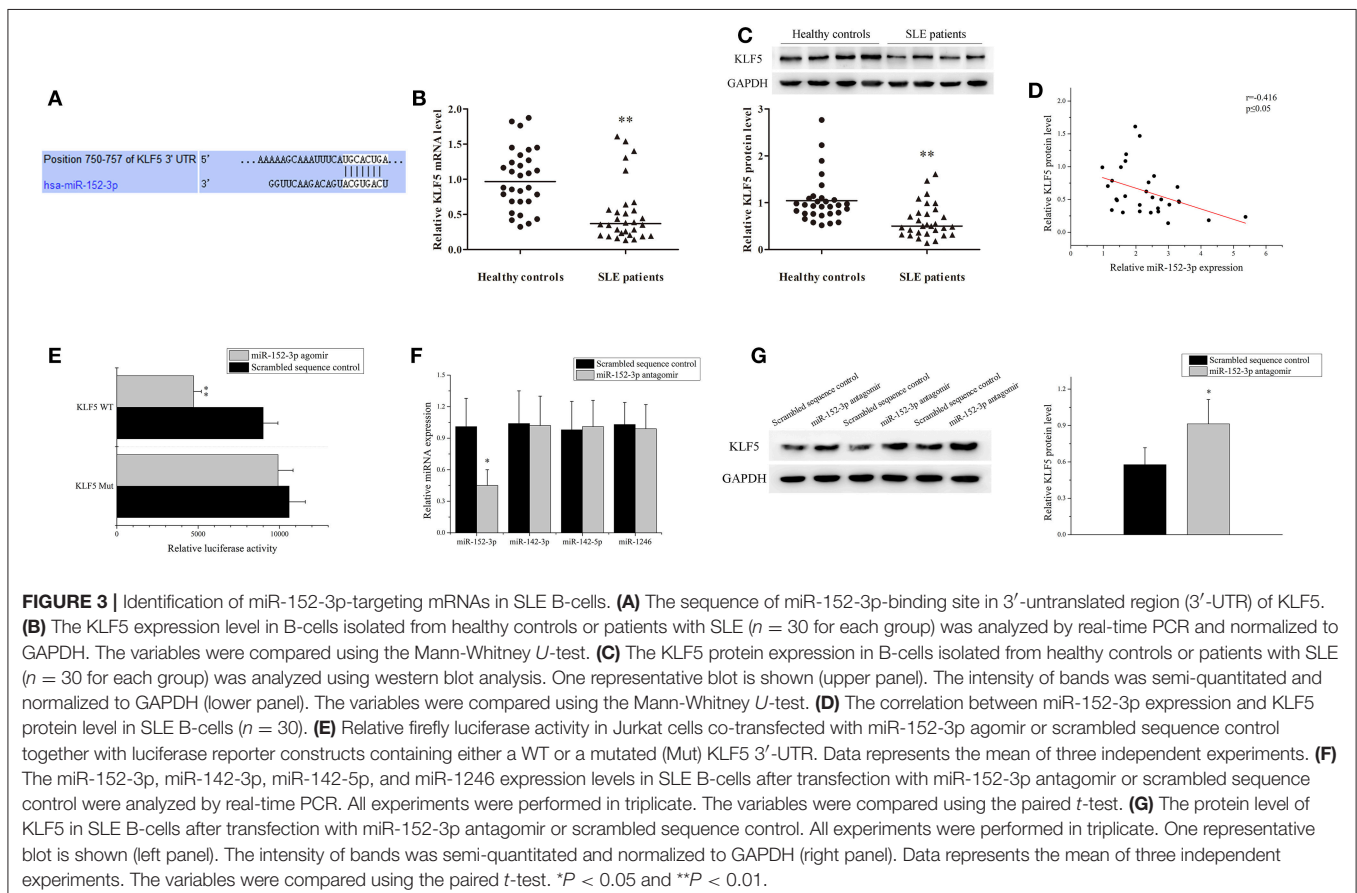 A
Position 750-757 of KLF5 3' UTR 5' ...AAAAAGCAAAUUUCAUGCACUGA...
hsa-miR-152-3p 3' GGUUCAAGACAGUACGUGACU
B
Relative KLF5 mRNA level
2.0
1.5
1.0
0.5
0.0
**
Healthy controls SLE patients
C
Healthy controls SLE patients
KLF5
GAPDH
Relative KLF5 protein level
3
2
1
0
**
Healthy controls SLE patients
D
r=-0.416
p≤0.05
Relative KLF5 protein level
2.0
1.5
1.0
0.5
0.0
0 1 2 3 4 5 6
Relative miR-152-3p expression
E
miR-152-3p agomir
Scrambled sequence control
KLF5 WT
**
KLF5 Mut
0 5000 10000
Relative luciferase activity
F
Scrambled sequence control
miR-152-3p antagomir
Relative miRNA expression
1.5
1.2
0.9
0.6
0.3
0.0
*
miR-152-3p miR-142-3p miR-142-5p miR-1246
G
Scrambled sequence control miR-152-3p antagomir Scrambled sequence control miR-152-3p antagomir Scrambled sequence control miR-152-3p antagomir
KLF5
GAPDH
Scrambled sequence control
miR-152-3p antagomir
Relative KLF5 protein level
1.5
1.2
0.9
0.6
0.3
0.0
*
FIGURE 3 | Identification of miR-152-3p-targeting mRNAs in SLE B-cells. (A) The sequence of miR-152-3p-binding site in 3′-untranslated region (3′-UTR) of KLF5.
(B) The KLF5 expression level in B-cells isolated from healthy controls or patients with SLE (n = 30 for each group) was analyzed by real-time PCR and normalized to
GAPDH. The variables were compared using the Mann-Whitney U-test. (C) The KLF5 protein expression in B-cells isolated from healthy controls or patients with SLE
(n = 30 for each group) was analyzed using western blot analysis. One representative blot is shown (upper panel). The intensity of bands was semi-quantitated and
normalized to GAPDH (lower panel). The variables were compared using the Mann-Whitney U-test. (D) The correlation between miR-152-3p expression and KLF5
protein level in SLE B-cells (n = 30). (E) Relative firefly luciferase activity in Jurkat cells co-transfected with miR-152-3p agomir or scrambled sequence control
together with luciferase reporter constructs containing either a WT or a mutated (Mut) KLF5 3′-UTR. Data represents the mean of three independent experiments. (F)
The miR-152-3p, miR-142-3p, miR-142-5p, and miR-1246 expression levels in SLE B-cells after transfection with miR-152-3p antagomir or scrambled sequence
control were analyzed by real-time PCR. All experiments were performed in triplicate. The variables were compared using the paired t-test. (G) The protein level of
KLF5 in SLE B-cells after transfection with miR-152-3p antagomir or scrambled sequence control. All experiments were performed in triplicate. One representative
blot is shown (left panel). The intensity of bands was semi-quantitated and normalized to GAPDH (right panel). Data represents the mean of three independent
experiments. The variables were compared using the paired t-test. *P < 0.05 and **P < 0.01.